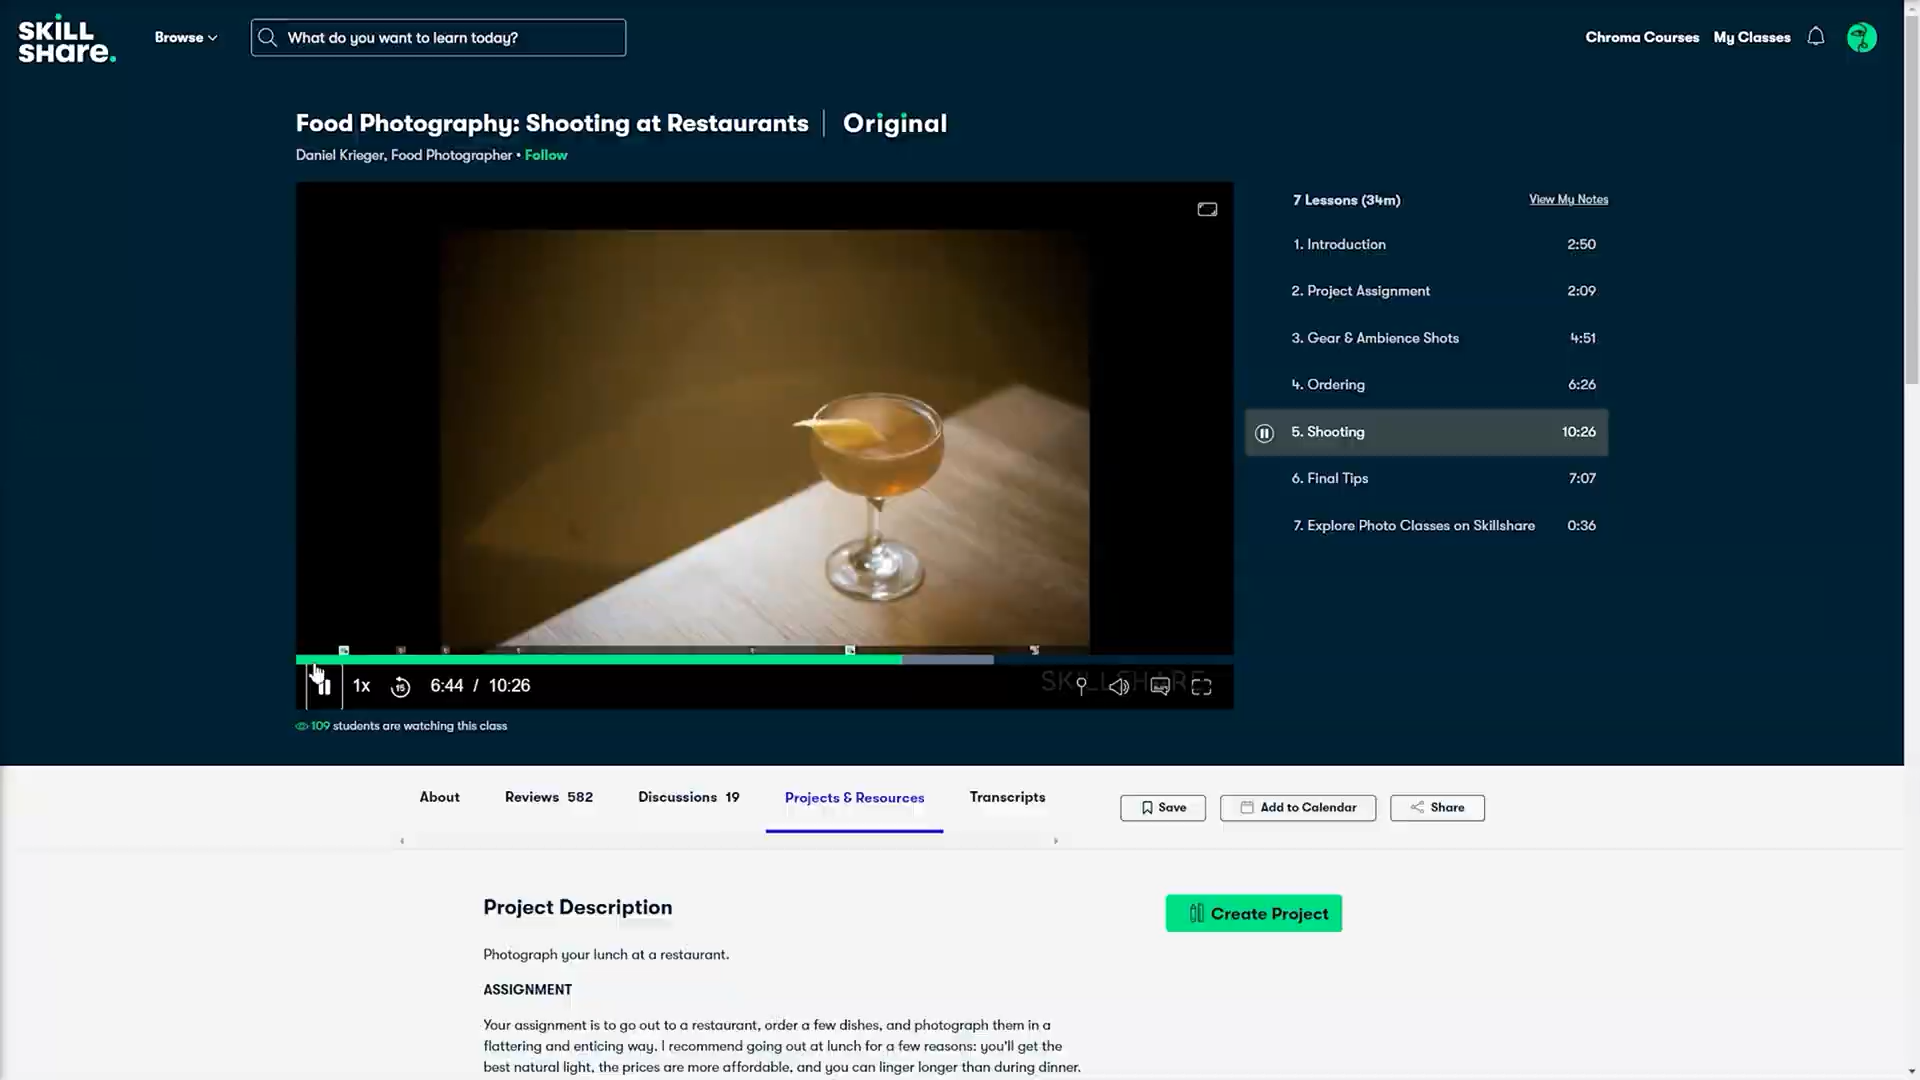 SKILL
SHare.
Browse
What do you want to learn today?
Chroma Courses
My Classes
Food Photography: Shooting at Restaurants
Original
Daniel Krieger, Food Photographer • Follow
7 Lessons (34m)
View My Notes
1. Introduction 2:50
2. Project Assignment 2:09
3. Gear & Ambience Shots 4:51
4. Ordering 6:26
5. Shooting 10:26
6. Final Tips 7:07
7. Explore Photo Classes on Skillshare 0:36
SKILLSHARE
1x
15
6:44 / 10:26
109 students are watching this class
About
Reviews 582
Discussions 19
Projects & Resources
Transcripts
Save
Add to Calendar
Share
Project Description
Create Project
Photograph your lunch at a restaurant.
ASSIGNMENT
Your assignment is to go out to a restaurant, order a few dishes, and photograph them in a
flattering and enticing way. I recommend going out at lunch for a few reasons: you'll get the
best natural light, the prices are more affordable, and you can linger longer than during dinner.